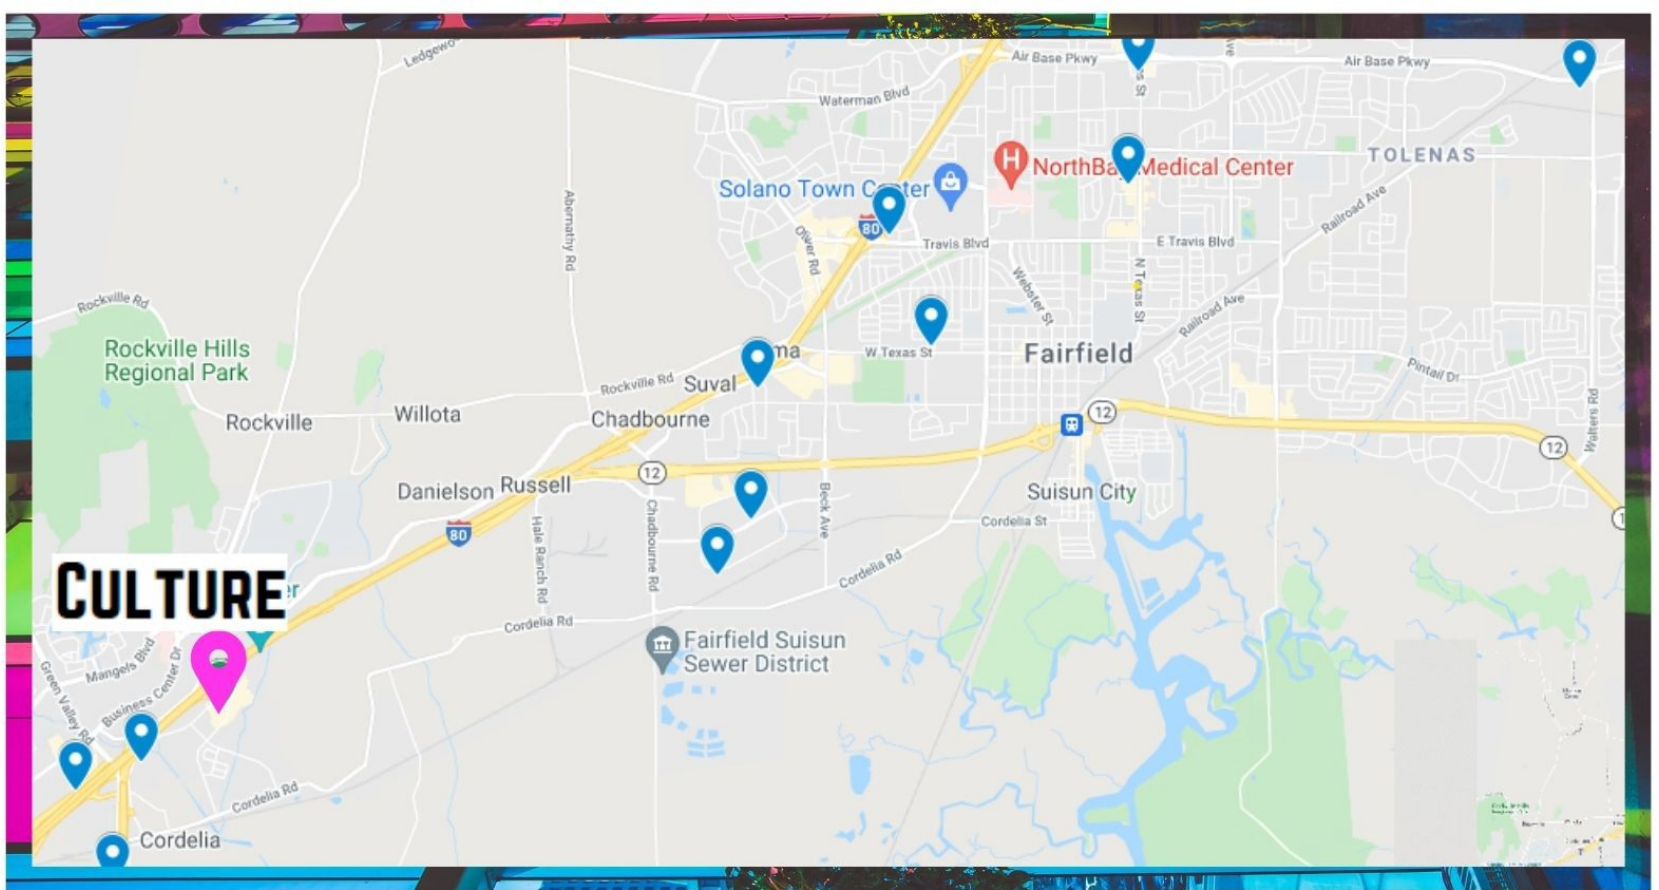 Ledgewo
Air Base Pkwy
Air Base Pkwy
Waterman Blvd
TOLENAS
NorthBa Medical Center
H
Solano Town Center
Abernathy Rd
80
Travis Blvd
E Travis Blvd
Railroad Ave
Oliver Rd
Webster St
N Texas St
Railroad Ave
Rockville Rd
Rockville Hills
Regional Park
ma
W Texas St
Fairfield
Pintail Dr
Rockville Rd
Suval
Willota
Chadbourne
Rockville
12
12
Walters Rd
12
Danielson
Russell
Suisun City
80
Hale Ranch Rd
Chadbourne Rd
Beck Ave
Cordelia St
Cordelia Rd
CULTURE
er
Cordelia Rd
Fairfield Suisun
Sewer District
Mangels Blvd
Green Valley Rd
Business Center Dr
Cordelia Rd
Cordelia